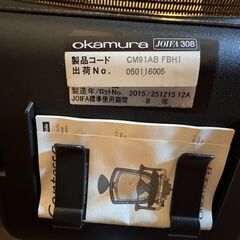 okamura JOIFA 308
製品コード CM91AB FBH1
出荷No. 050116005
製造年/ロットNo. 2015/251215 12A
JOIFA標準使用期間 8 年
Contessa